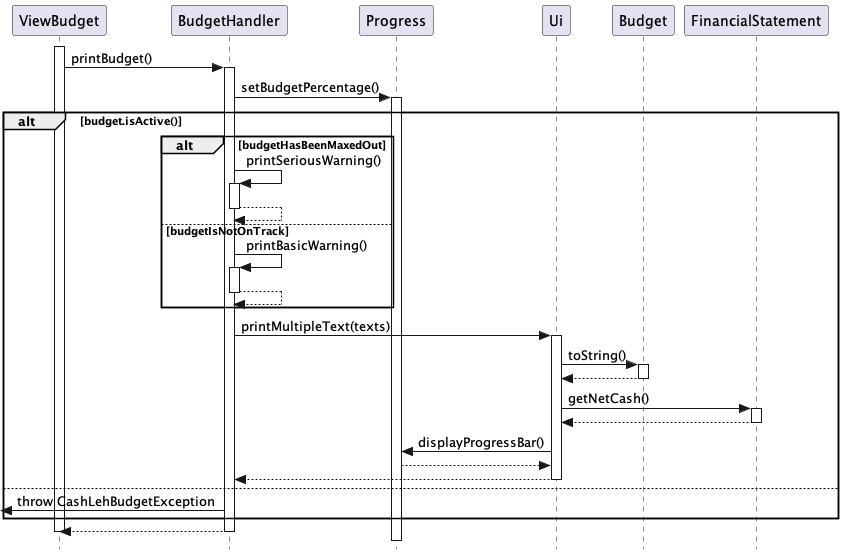 ViewBudget BudgetHandler Progress Ui Budget FinancialStatement
printBudget()
setBudgetPercentage()
alt [budget.isActive()]
alt [budgetHasBeenMaxedOut]
printSeriousWarning()
[budgetIsNotOnTrack]
printBasicWarning()
printMultipleText(texts)
toString()
getNetCash()
displayProgressBar()
throw CashLehBudgetException